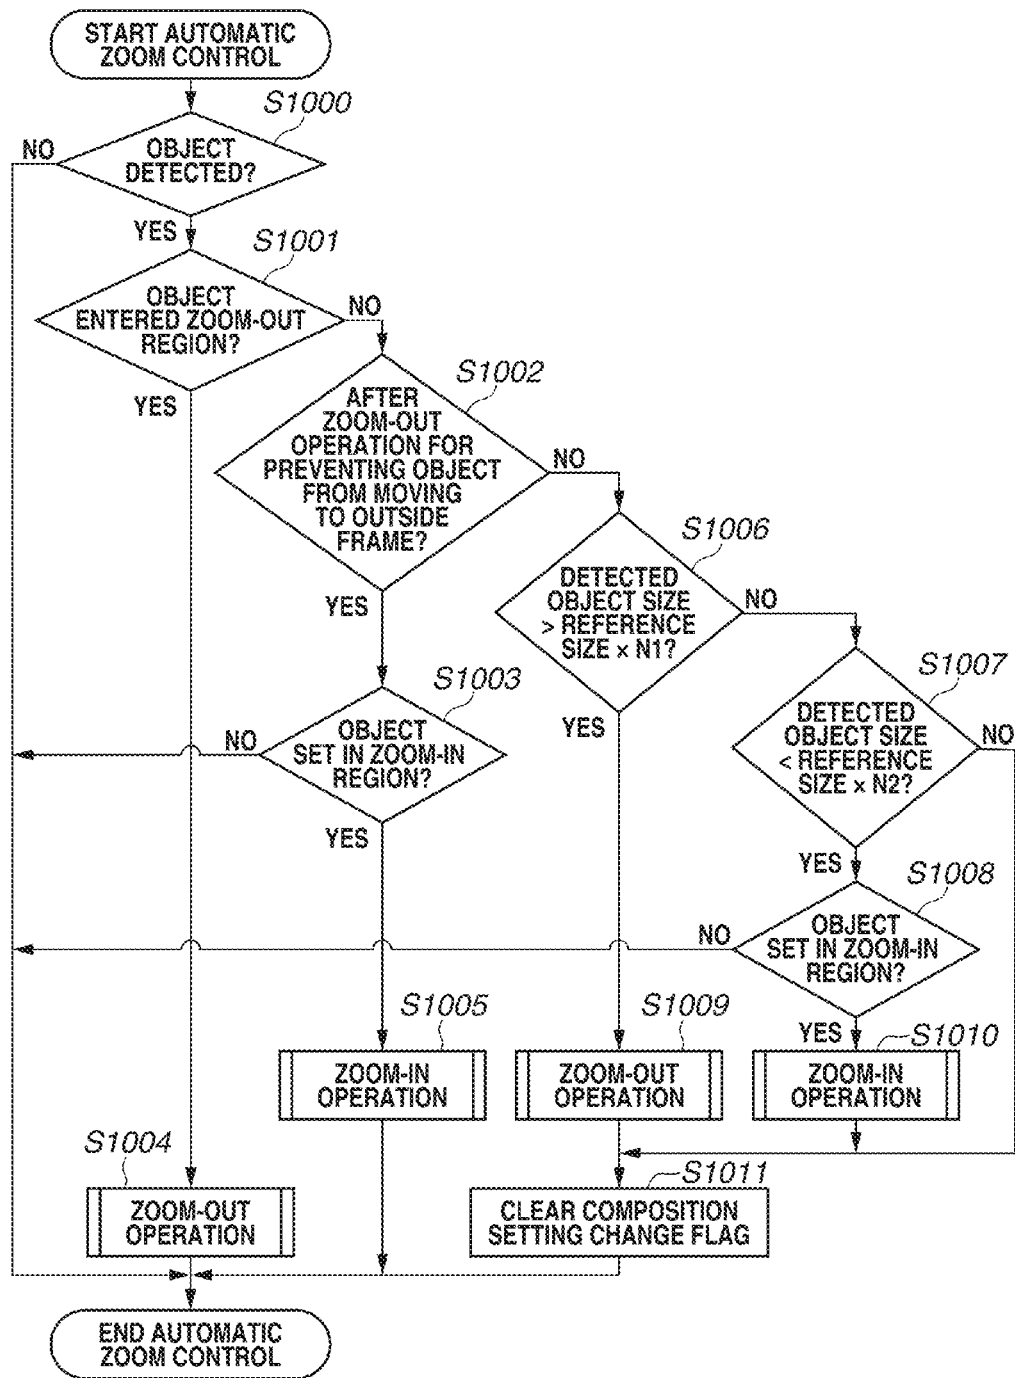 START AUTOMATIC
ZOOM CONTROL
S1000
NO
OBJECT
DETECTED?
YES
S1001
OBJECT
ENTERED ZOOM-OUT
REGION?
NO
YES
S1002
AFTER
ZOOM-OUT
OPERATION FOR
PREVENTING OBJECT
FROM MOVING
TO OUTSIDE
FRAME?
NO
YES
S1006
DETECTED
OBJECT SIZE
> REFERENCE
SIZE × N1?
NO
YES
S1003
OBJECT
SET IN ZOOM-IN
REGION?
NO
YES
S1007
DETECTED
OBJECT SIZE
< REFERENCE
SIZE × N2?
NO
YES
S1008
OBJECT
SET IN ZOOM-IN
REGION?
NO
YES
S1005
ZOOM-IN
OPERATION
S1009
ZOOM-OUT
OPERATION
S1010
ZOOM-IN
OPERATION
S1004
ZOOM-OUT
OPERATION
S1011
CLEAR COMPOSITION
SETTING CHANGE FLAG
END AUTOMATIC
ZOOM CONTROL